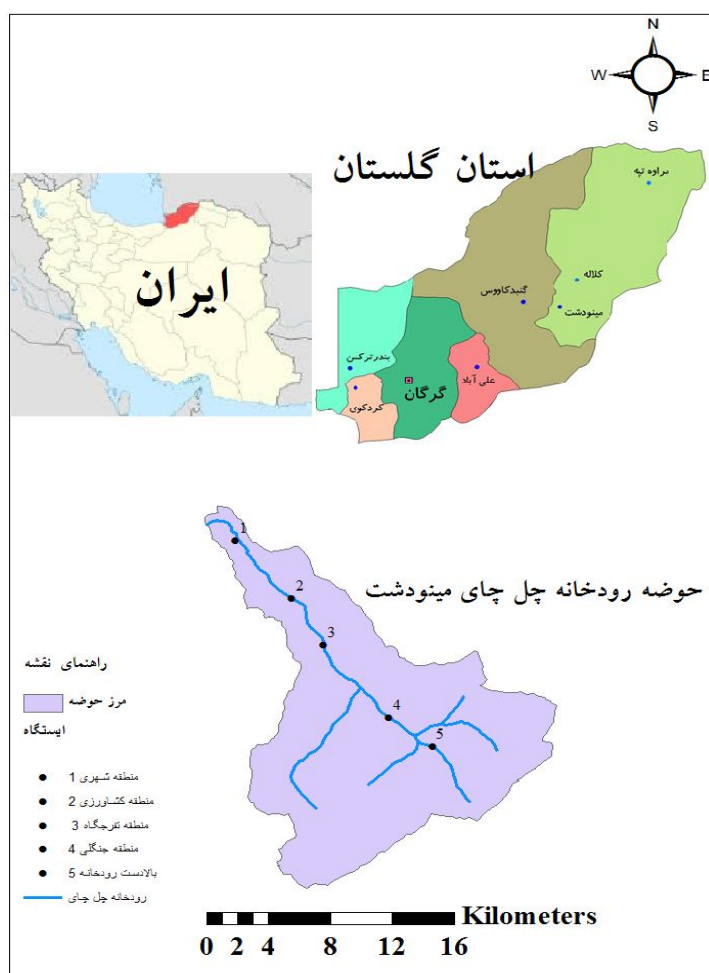 N
W
E
S
استان گلستان
ایران
مراوه تپه
کلاله
گنبدکاووس
مینودشت
بندرترکمن
علی آباد
گرگان
کردکوی
1
2
حوضه رودخانه چل چای مینودشت
3
راهنمای نقشه
مرز حوضه
4
ایستگاه
5
منطقه شهری 1
منطقه کشاورزی 2
منطقه تفرجگاه 3
منطقه جنگلی 4
بالادست رودخانه 5
رودخانه چل چای
Kilometers
0 2 4 8 12 16